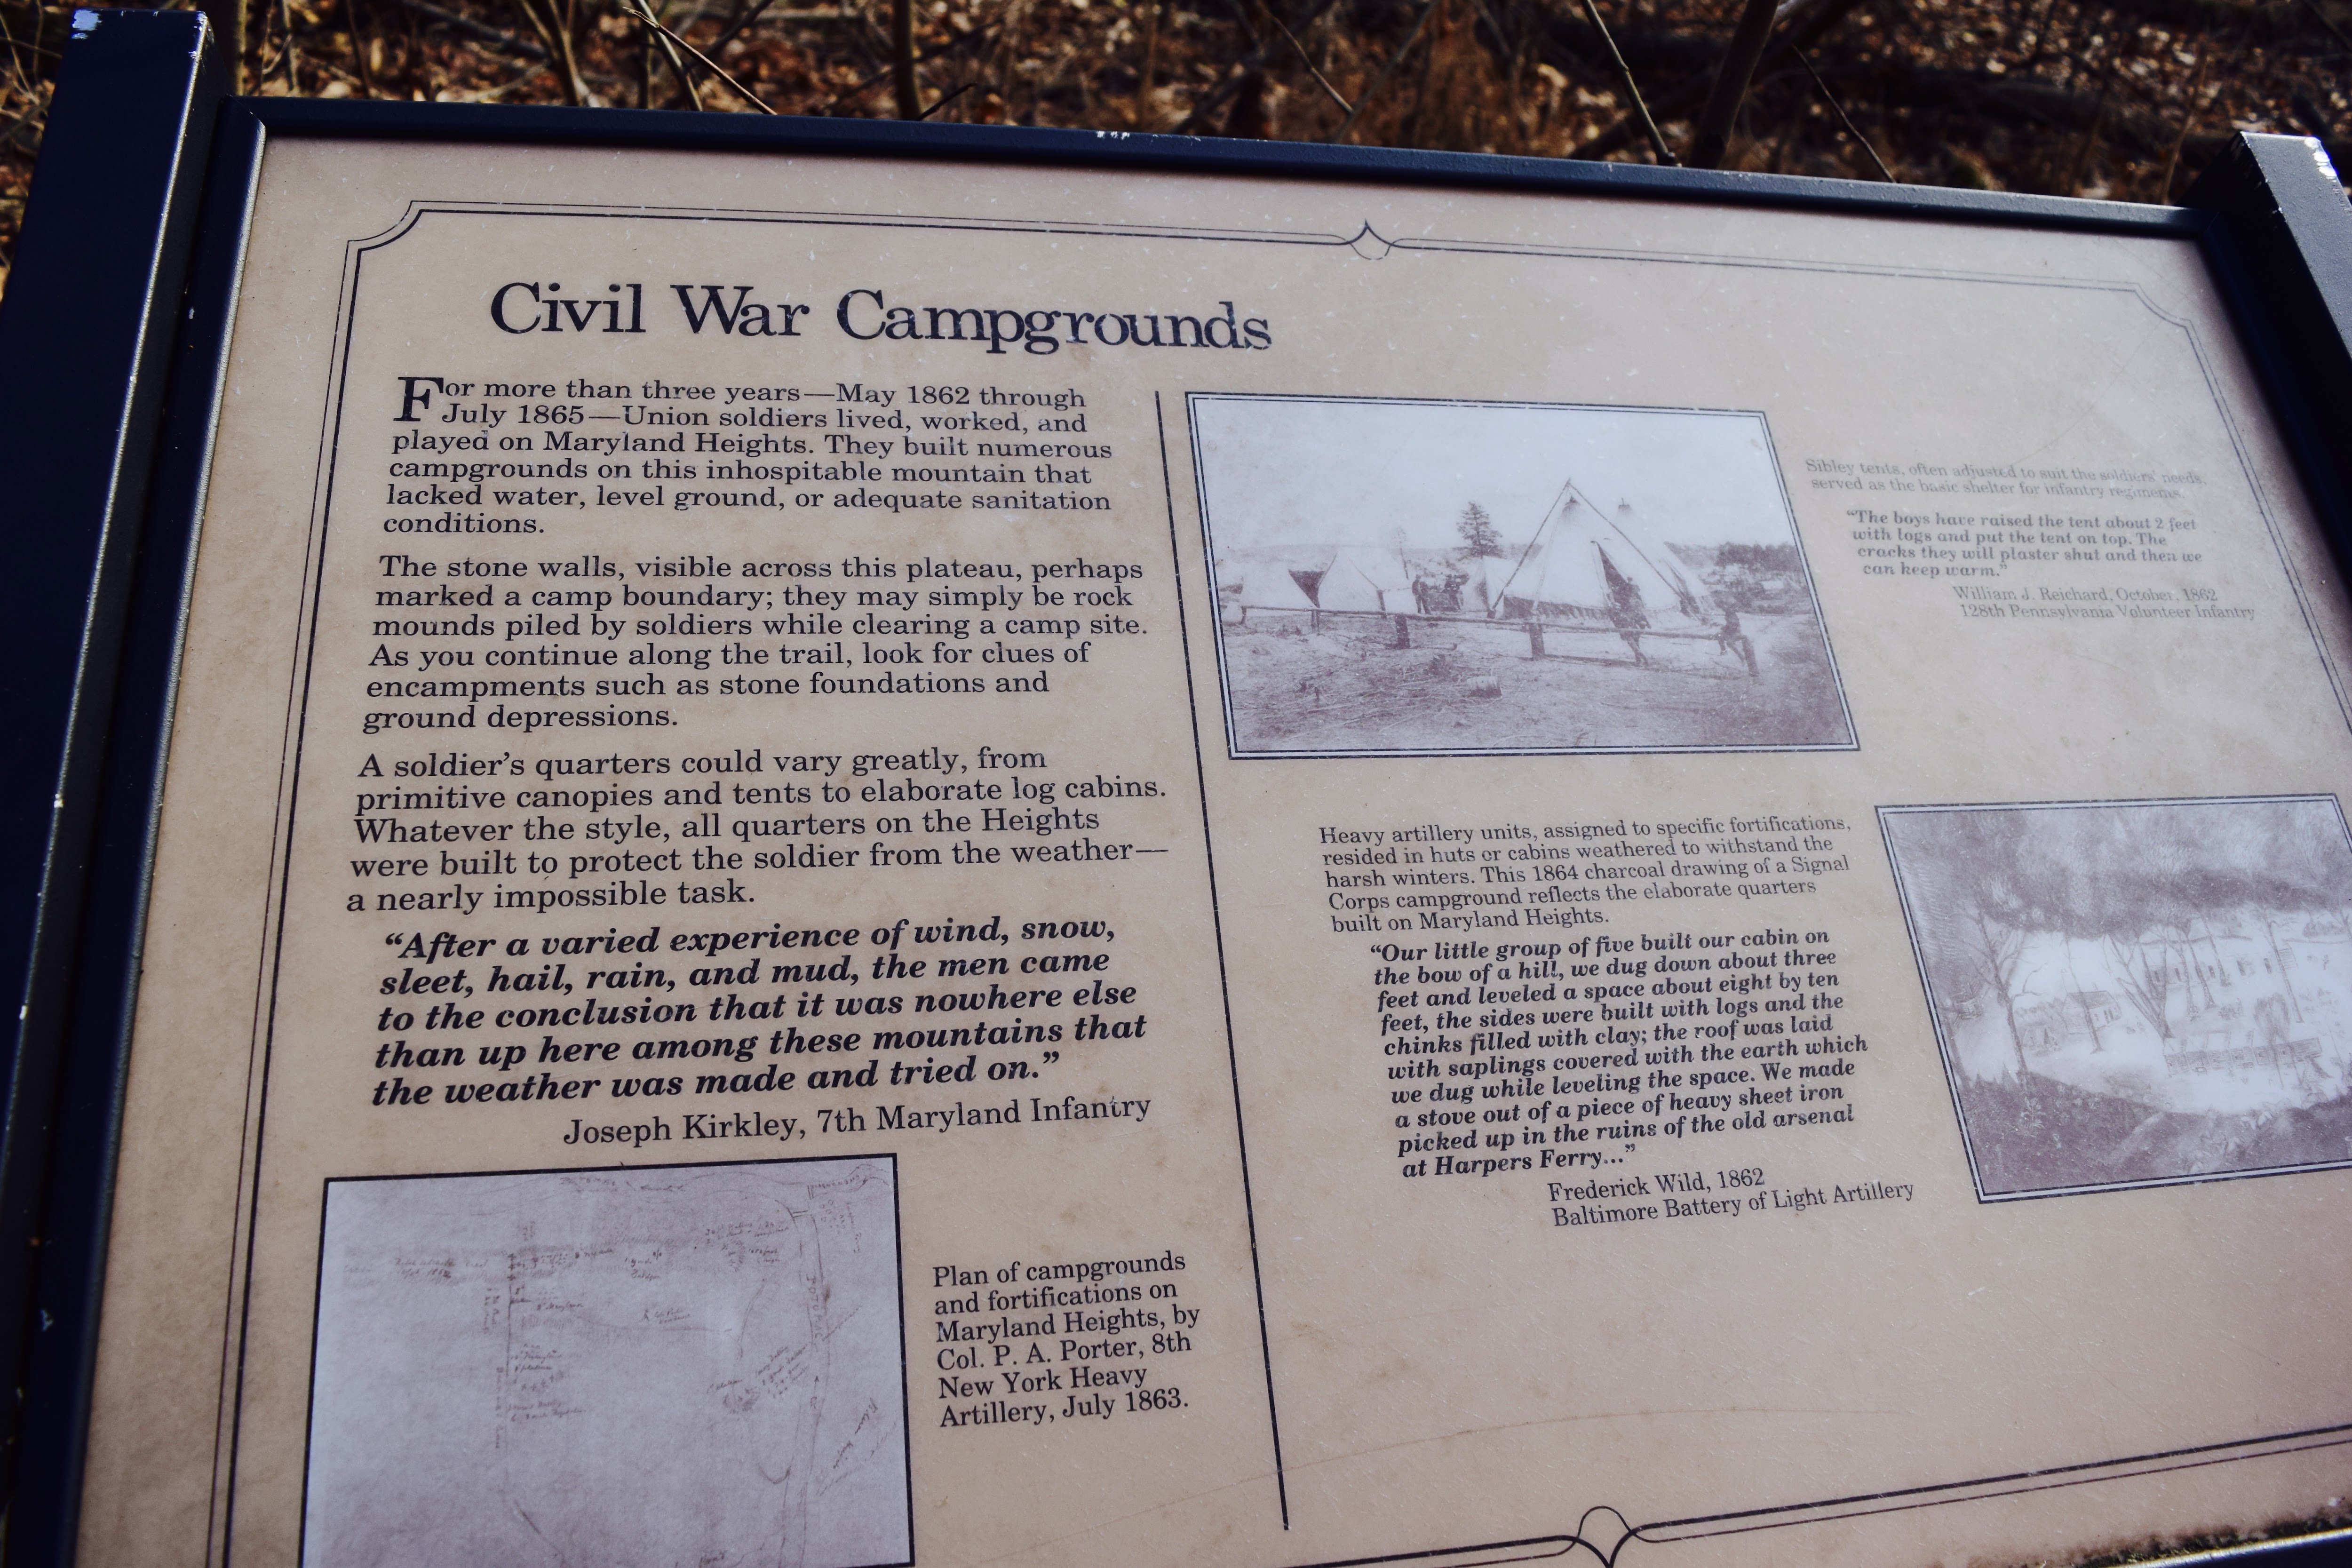 Civil War Campgrounds
For more than three years—May 1862 through
July 1865—Union soldiers lived, worked, and
played on Maryland Heights. They built numerous
campgrounds on this inhospitable mountain that
lacked water, level ground, or adequate sanitation
conditions.
The stone walls, visible across this plateau, perhaps
marked a camp boundary; they may simply be rock
mounds piled by soldiers while clearing a camp site.
As you continue along the trail, look for clues of
encampments such as stone foundations and
ground depressions.
A soldier's quarters could vary greatly, from
primitive canopies and tents to elaborate log cabins.
Whatever the style, all quarters on the Heights
were built to protect the soldier from the weather—
a nearly impossible task.
“After a varied experience of wind, snow,
sleet, hail, rain, and mud, the men came
to the conclusion that it was nowhere else
than up here among these mountains that
the weather was made and tried on.”
Joseph Kirkley, 7th Maryland Infantry
POTOMAC
Plan of campgrounds
and fortifications on
Maryland Heights, by
Col. P. A. Porter, 8th
New York Heavy
Artillery, July 1863.
Sibley tents, often adjusted to suit the soldiers' needs,
served as the basic shelter for infantry regiments.
“The boys have raised the tent about 2 feet
with logs and put the tent on top. The
cracks they will plaster shut and then we
can keep warm.”
William J. Reichard, October, 1862
128th Pennsylvania Volunteer Infantry
Heavy artillery units, assigned to specific fortifications,
resided in huts or cabins weathered to withstand the
harsh winters. This 1864 charcoal drawing of a Signal
Corps campground reflects the elaborate quarters
built on Maryland Heights.
“Our little group of five built our cabin on
the bow of a hill, we dug down about three
feet and leveled a space about eight by ten
feet, the sides were built with logs and the
chinks filled with clay; the roof was laid
with saplings covered with the earth which
we dug while leveling the space. We made
a stove out of a piece of heavy sheet iron
picked up in the ruins of the old arsenal
at Harpers Ferry...”
Frederick Wild, 1862
Baltimore Battery of Light Artillery